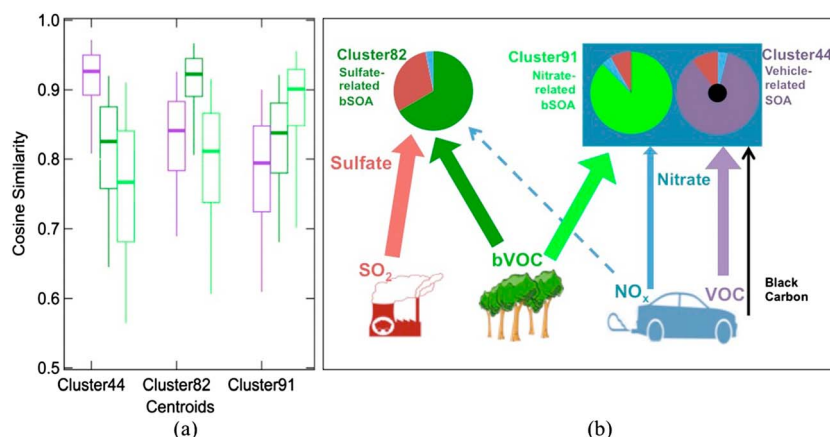 1.0
0.9
0.8
0.7
0.6
0.5
Cosine Similarity
Cluster44 Cluster82 Cluster91
Centroids
(a)
Cluster82
Sulfate-
related
bSOA
Cluster91
Nitrate-
related
bSOA
Cluster44
Vehicle-
related
SOA
Sulfate
Nitrate
SO₂
bVOC
NOₓ
VOC
Black
Carbon
(b)